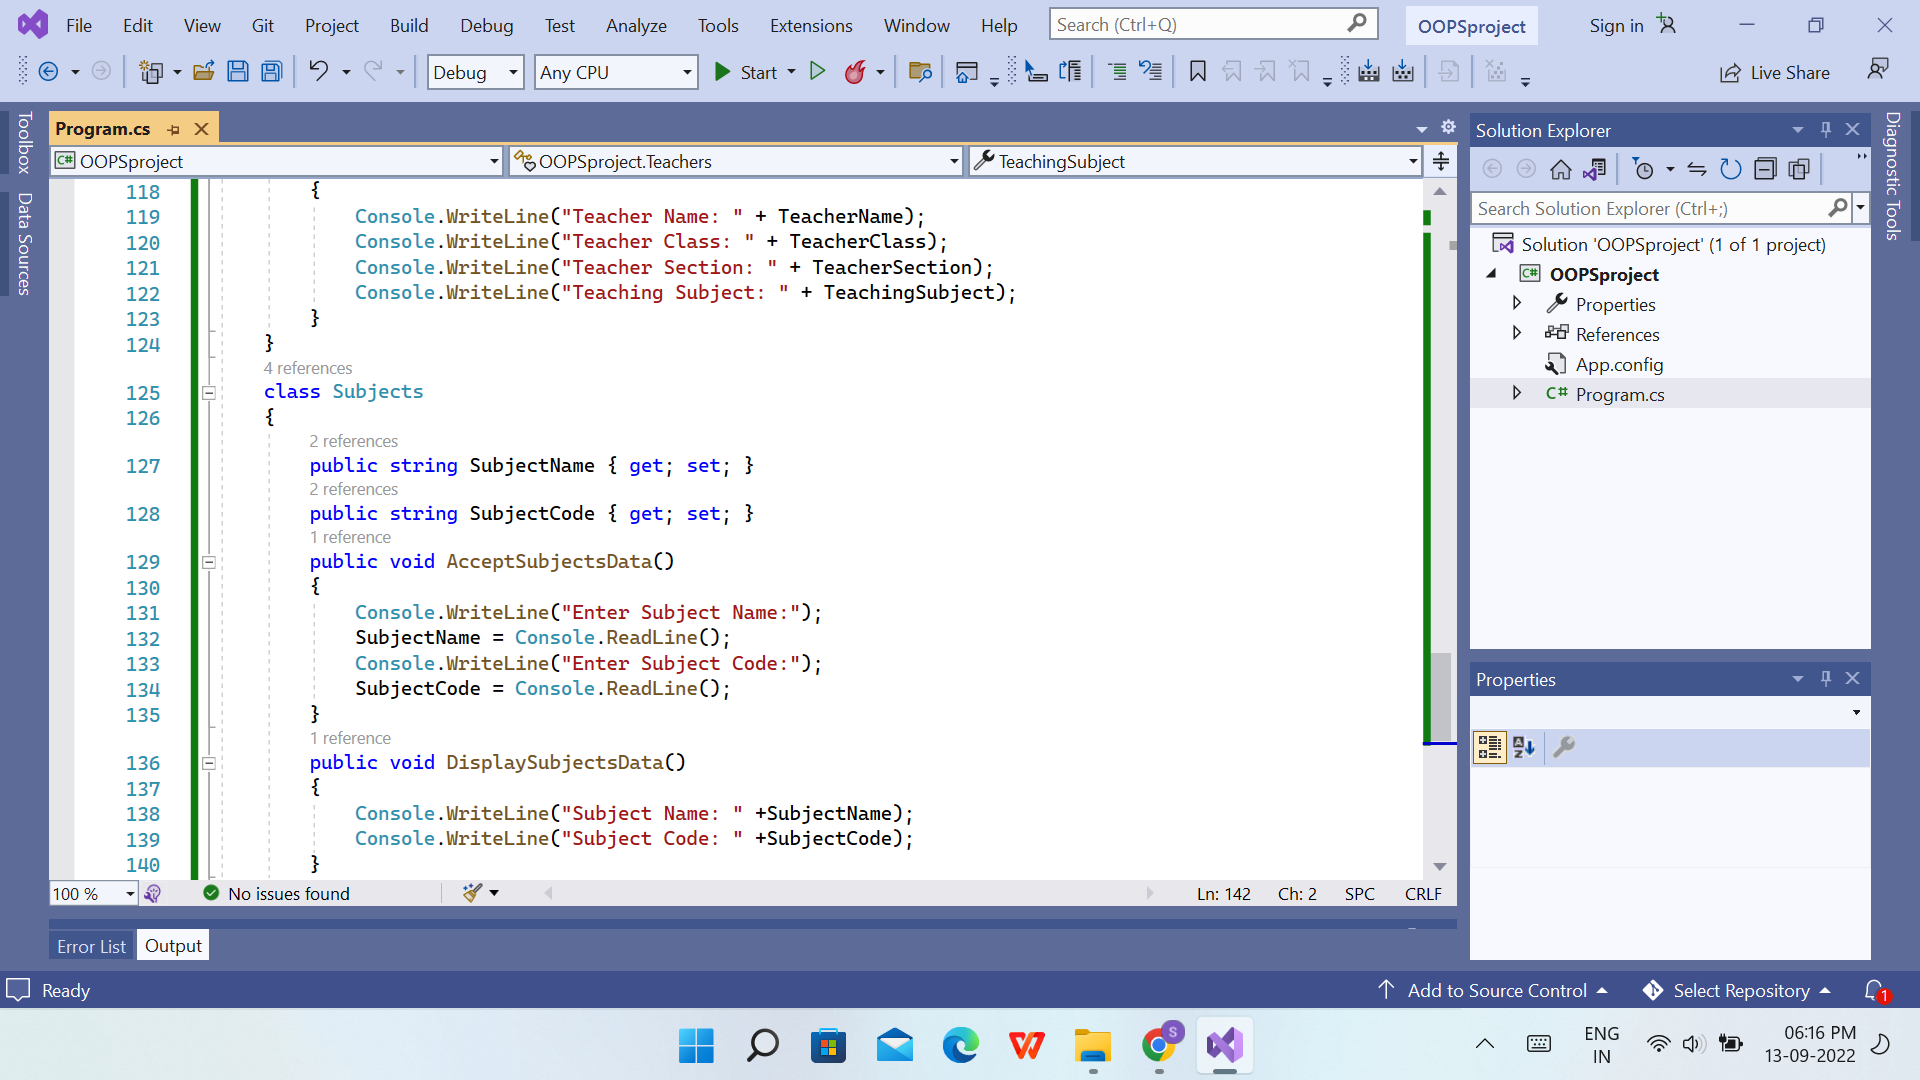 File Edit View Git Project Build Debug Test Analyze Tools Extensions Window Help Search (Ctrl+Q) OOPSproject Sign in
Debug Any CPU Start Live Share
Toolbox
Data Sources
Program.cs
OOPSproject OOPSproject.Teachers TeachingSubject
118 {
119 Console.WriteLine("Teacher Name: " + TeacherName);
120 Console.WriteLine("Teacher Class: " + TeacherClass);
121 Console.WriteLine("Teacher Section: " + TeacherSection);
122 Console.WriteLine("Teaching Subject: " + TeachingSubject);
123 }
124 }
4 references
125 class Subjects
126 {
2 references
127 public string SubjectName { get; set; }
2 references
128 public string SubjectCode { get; set; }
1 reference
129 public void AcceptSubjectsData()
130 {
131 Console.WriteLine("Enter Subject Name:");
132 SubjectName = Console.ReadLine();
133 Console.WriteLine("Enter Subject Code:");
134 SubjectCode = Console.ReadLine();
135 }
1 reference
136 public void DisplaySubjectsData()
137 {
138 Console.WriteLine("Subject Name: " +SubjectName);
139 Console.WriteLine("Subject Code: " +SubjectCode);
140 }
100 % No issues found Ln: 142 Ch: 2 SPC CRLF
Error List Output
Solution Explorer
Search Solution Explorer (Ctrl+;)
Solution 'OOPSproject' (1 of 1 project)
C# OOPSproject
Properties
References
App.config
C# Program.cs
Properties
Diagnostic Tools
Ready Add to Source Control Select Repository 1
S
ENG
IN
06:16 PM
13-09-2022